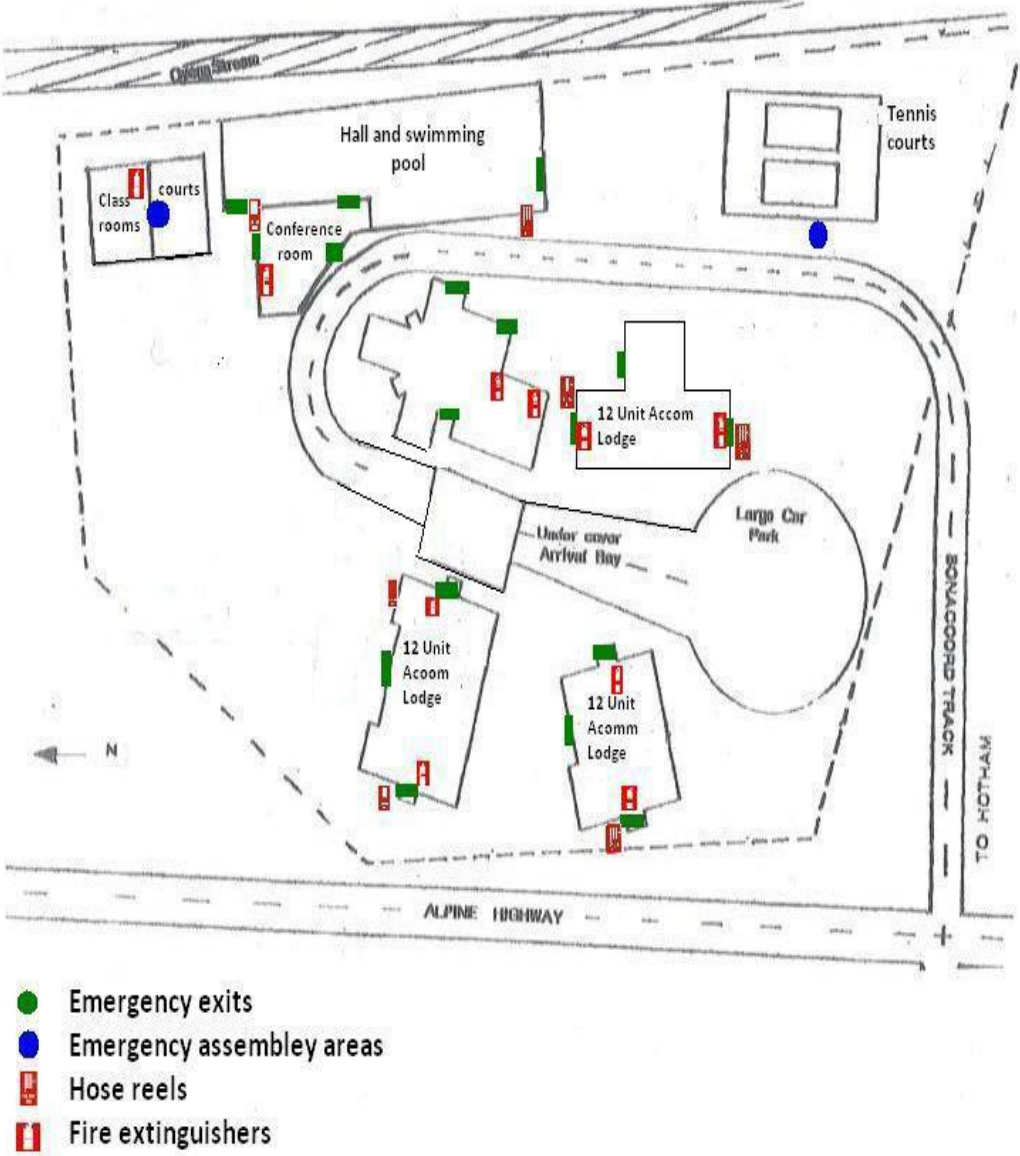 Stream
Hall and swimming
pool
Tennis
courts
Class
rooms
courts
Conference
room
12 Unit Accom
Lodge
Large Car
Park
Under cover
Arrival Bay
12 Unit
Acoom
Lodge
12 Unit
Acomm
Lodge
N
BONACCORD TRACK
TO HOTHAM
ALPINE HIGHWAY
Emergency exits
Emergency assembley areas
Hose reels
Fire extinguishers